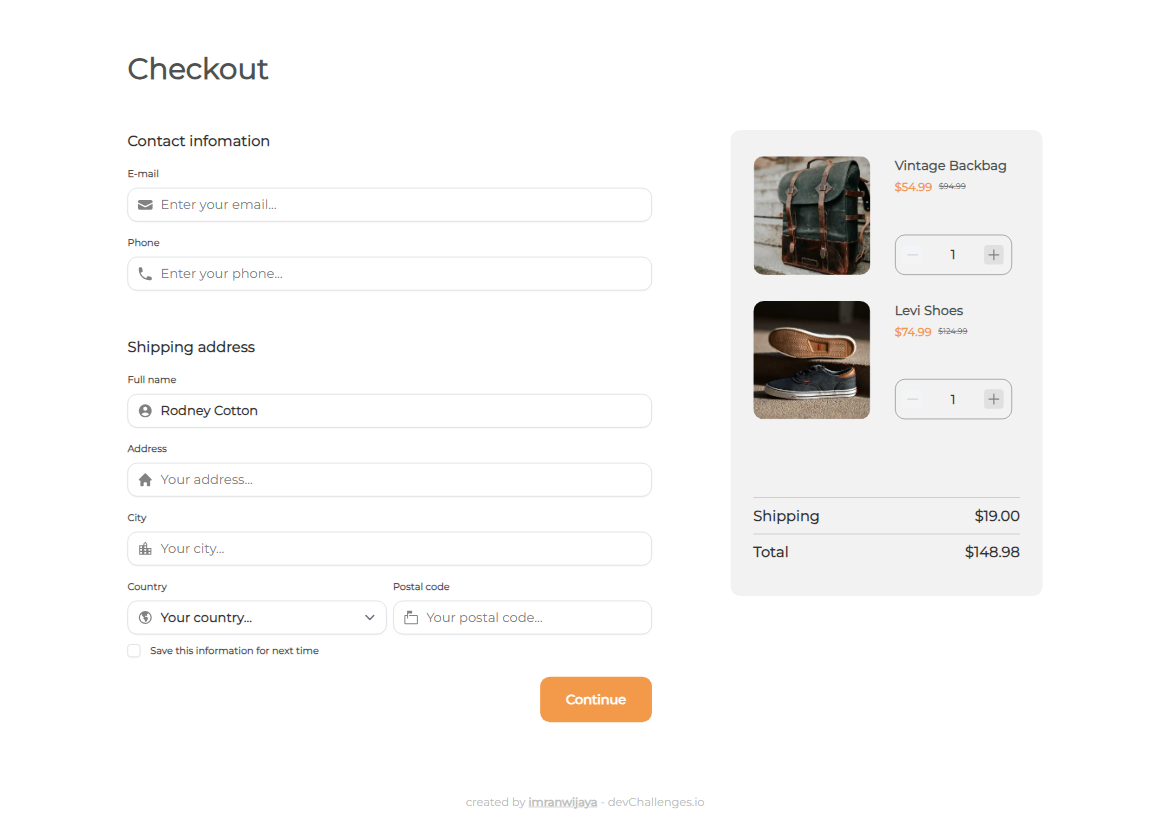 Checkout
Contact infomation
E-mail
Enter your email...
Phone
Enter your phone...
Shipping address
Full name
Rodney Cotton
Address
Your address...
City
Your city...
Country
Postal code
Your country...
Your postal code...
Save this information for next time
Continue
Vintage Backbag
$54.99 $94.99
1
Levi Shoes
$74.99 $124.99
1
Shipping $19.00
Total $148.98
created by imranwijaya - devChallenges.io